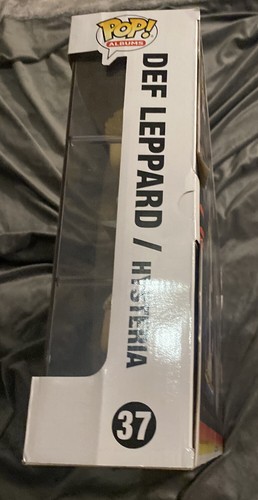 POP!
ALBUMS
DEF LEPPARD / HYSTERIA
37